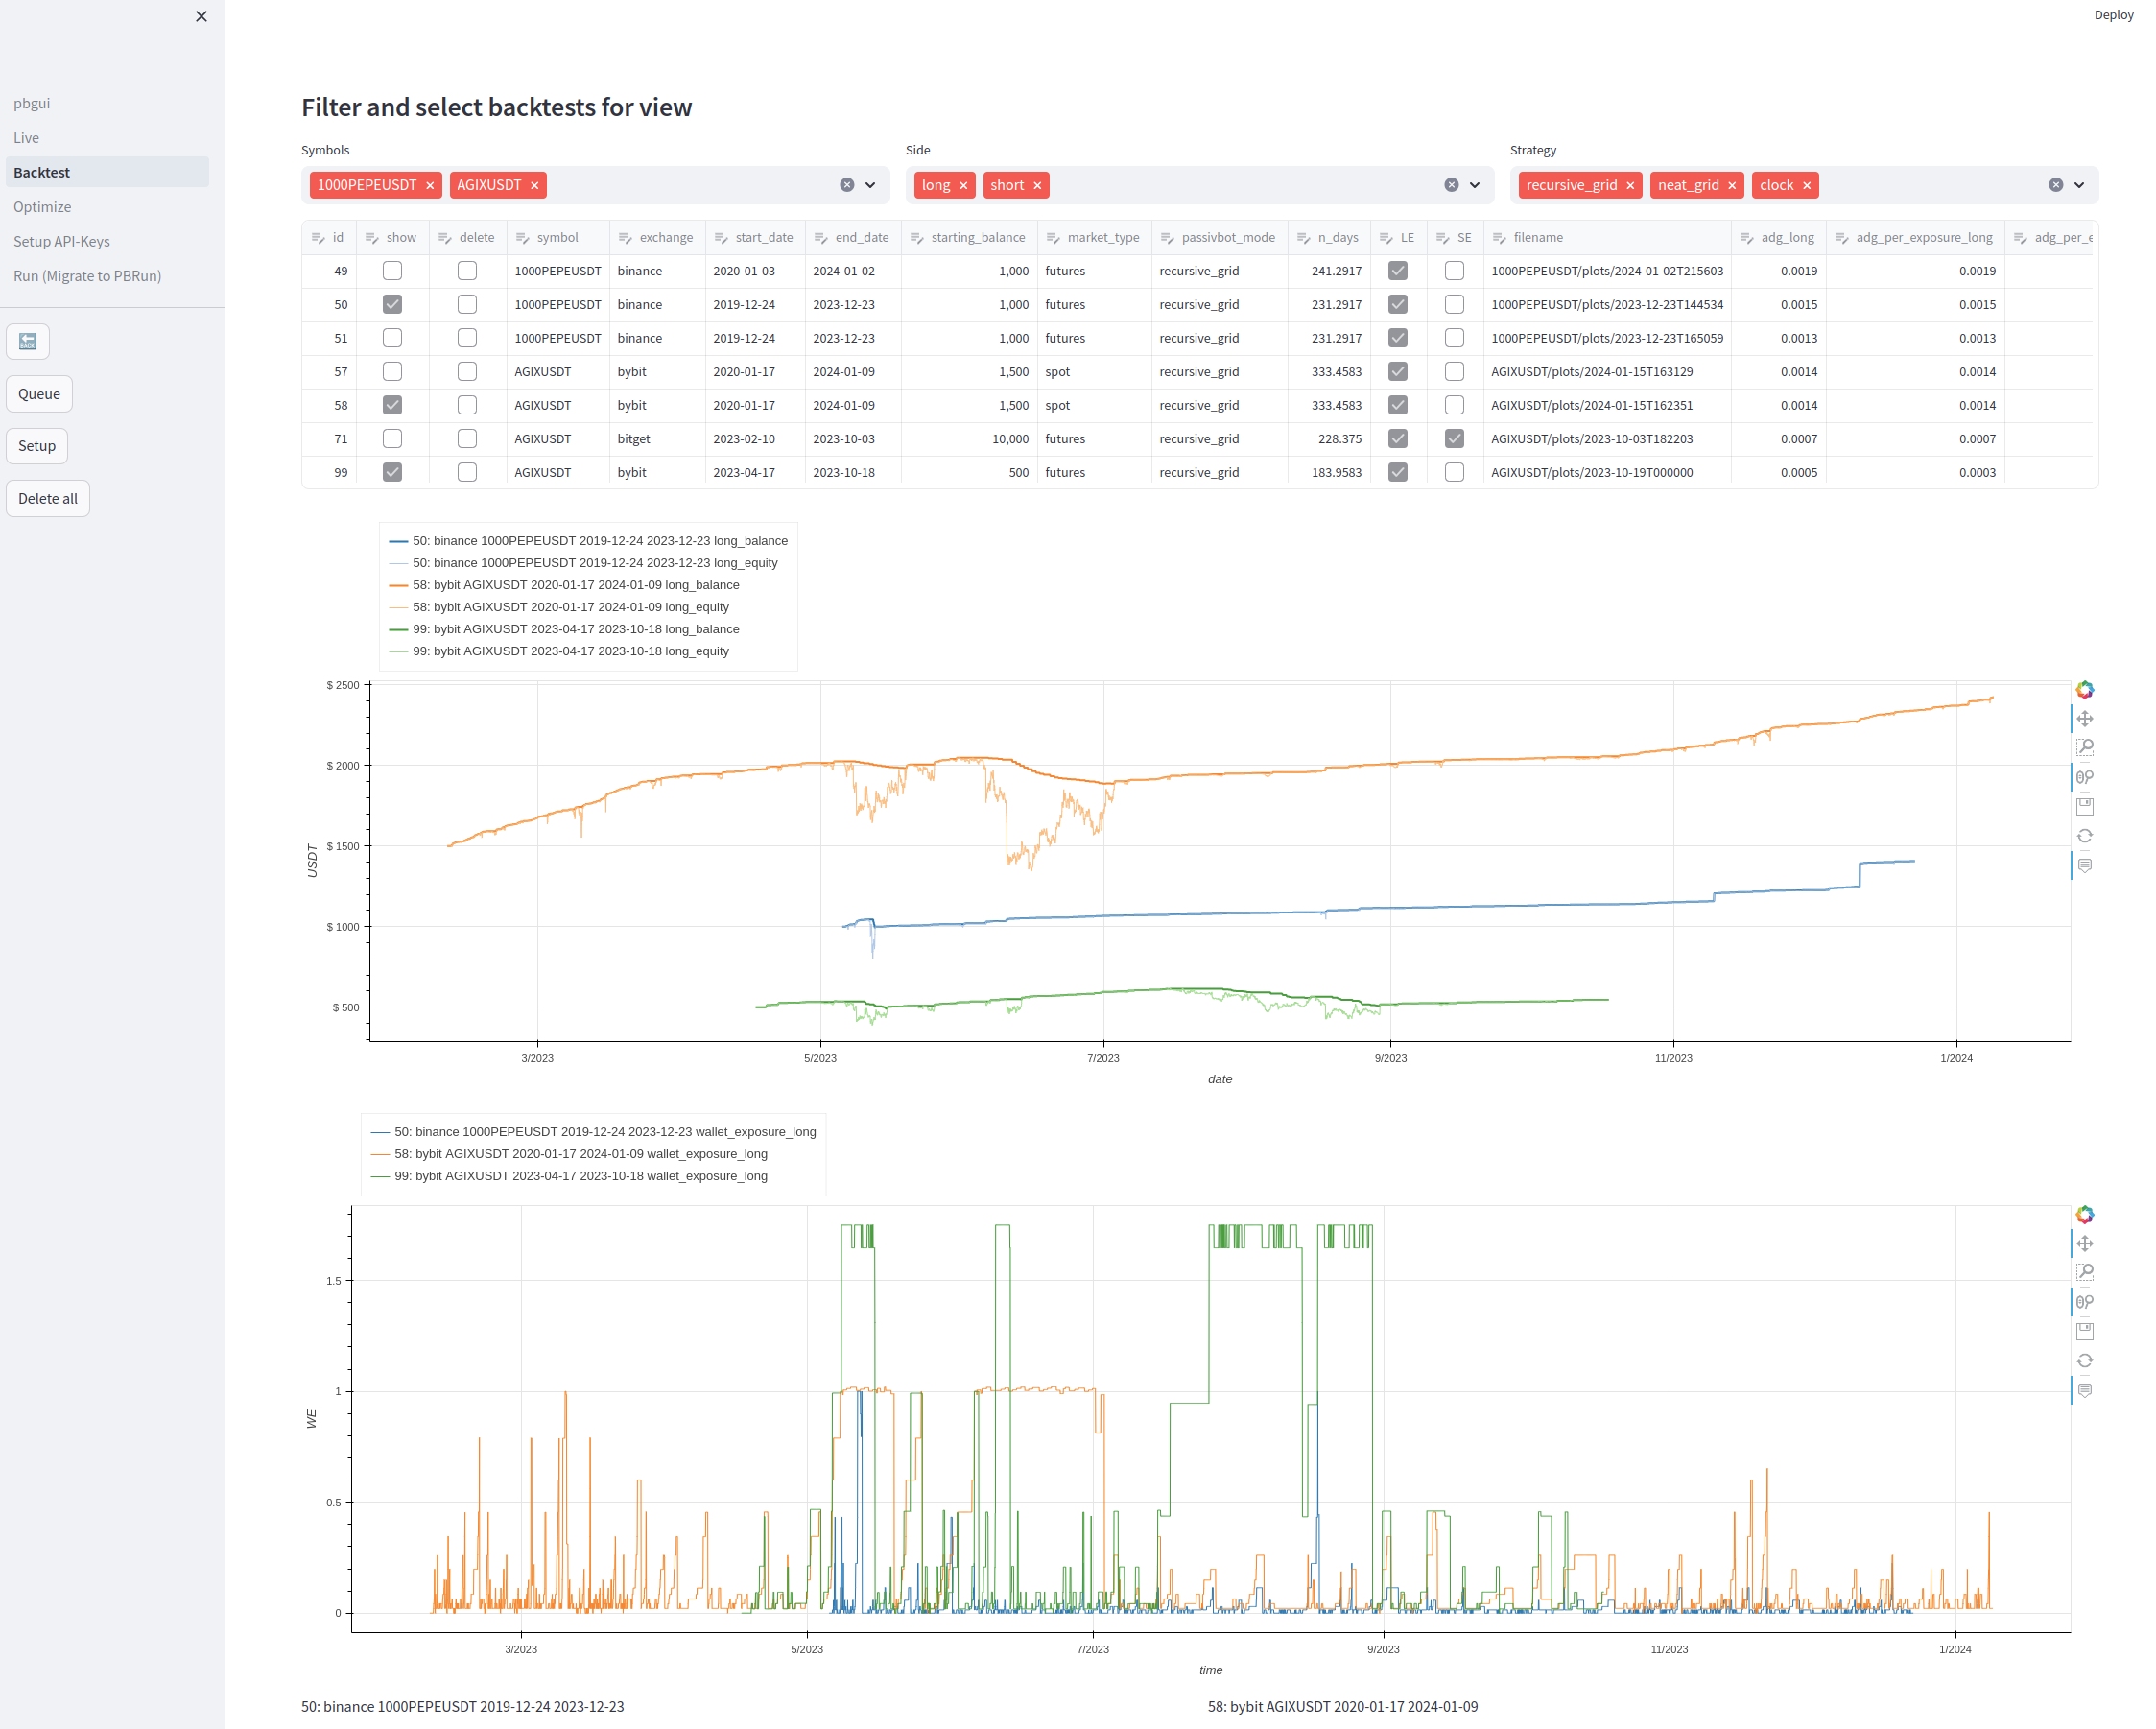 Deploy
pbgui
Live
Backtest
Optimize
Setup API-Keys
Run (Migrate to PBRun)
BACK
Queue
Setup
Delete all
Filter and select backtests for view
Symbols Side Strategy
1000PEPEUSDT AGIXUSDT long short recursive_grid neat_grid clock
id show delete symbol exchange start_date end_date starting_balance market_type passivbot_mode n_days LE SE filename adg_long adg_per_exposure_long adg_per_e
49 1000PEPEUSDT binance 2020-01-03 2024-01-02 1,000 futures recursive_grid 241.2917 1000PEPEUSDT/plots/2024-01-02T215603 0.0019 0.0019
50 1000PEPEUSDT binance 2019-12-24 2023-12-23 1,000 futures recursive_grid 231.2917 1000PEPEUSDT/plots/2023-12-23T144534 0.0015 0.0015
51 1000PEPEUSDT binance 2019-12-24 2023-12-23 1,000 futures recursive_grid 231.2917 1000PEPEUSDT/plots/2023-12-23T165059 0.0013 0.0013
57 AGIXUSDT bybit 2020-01-17 2024-01-09 1,500 spot recursive_grid 333.4583 AGIXUSDT/plots/2024-01-15T163129 0.0014 0.0014
58 AGIXUSDT bybit 2020-01-17 2024-01-09 1,500 spot recursive_grid 333.4583 AGIXUSDT/plots/2024-01-15T162351 0.0014 0.0014
71 AGIXUSDT bitget 2023-02-10 2023-10-03 10,000 futures recursive_grid 228.375 AGIXUSDT/plots/2023-10-03T182203 0.0007 0.0007
99 AGIXUSDT bybit 2023-04-17 2023-10-18 500 futures recursive_grid 183.9583 AGIXUSDT/plots/2023-10-19T000000 0.0005 0.0003
50: binance 1000PEPEUSDT 2019-12-24 2023-12-23 long_balance
50: binance 1000PEPEUSDT 2019-12-24 2023-12-23 long_equity
58: bybit AGIXUSDT 2020-01-17 2024-01-09 long_balance
58: bybit AGIXUSDT 2020-01-17 2024-01-09 long_equity
99: bybit AGIXUSDT 2023-04-17 2023-10-18 long_balance
99: bybit AGIXUSDT 2023-04-17 2023-10-18 long_equity
$ 2500
$ 2000
$ 1500
$ 1000
$ 500
USDT
3/2023 5/2023 7/2023 9/2023 11/2023 1/2024
date
50: binance 1000PEPEUSDT 2019-12-24 2023-12-23 wallet_exposure_long
58: bybit AGIXUSDT 2020-01-17 2024-01-09 wallet_exposure_long
99: bybit AGIXUSDT 2023-04-17 2023-10-18 wallet_exposure_long
1.5
1
0.5
0
WE
3/2023 5/2023 7/2023 9/2023 11/2023 1/2024
time
50: binance 1000PEPEUSDT 2019-12-24 2023-12-23 58: bybit AGIXUSDT 2020-01-17 2024-01-09